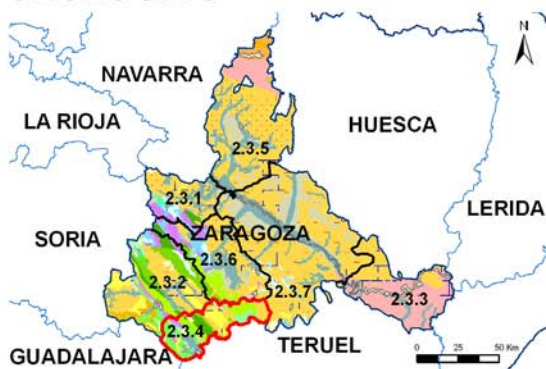 N
NAVARRA
LA RIOJA
HUESCA
2.3.5
2.3.1
LERIDA
ZARAGOZA
SORIA
2.3.6
2.3.2
2.3.7
2.3.3
2.3.4
TERUEL
GUADALAJARA
0 25 50 Km